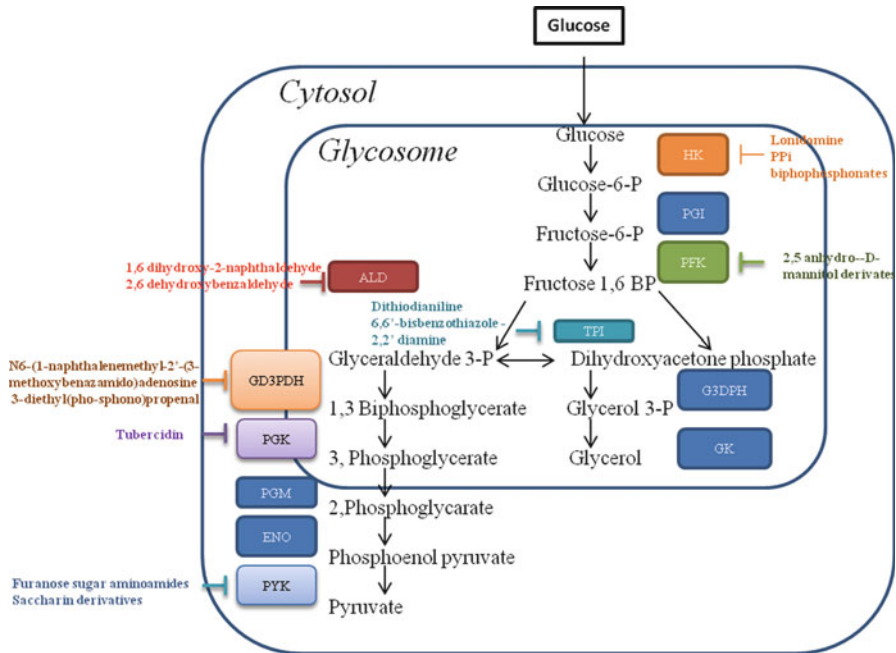 Glucose
Cytosol
Glycosome
Glucose
HK
Lonidamine
PPi
biphophonates
Glucose-6-P
PGI
Fructose-6-P
PFK
2,5 anhydro--D-
mannitol derivates
1,6 dihydroxy-2-naphthaldehyde
2,6 dehydroxybenzaldehyde
ALD
Fructose 1,6 BP
Dithiodianiline
6,6'-bisbenzothiazole -
2,2' diamine
TPI
Glyceraldehyde 3-P
Dihydroxyacetone phosphate
N6-(1-naphthalenemethyl-2'-(3-
methoxybenazamido)adenosine
3-diethyl(pho-sphono)propenal
GD3PDH
G3DPH
1,3 Biphosphoglycerate
Glycerol 3-P
Tubercidin
PGK
GK
3, Phosphoglycerate
Glycerol
PGM
2,Phosphoglycarate
ENO
Phosphoenol pyruvate
Furanose sugar aminoamides
Saccharin derivatives
PYK
Pyruvate